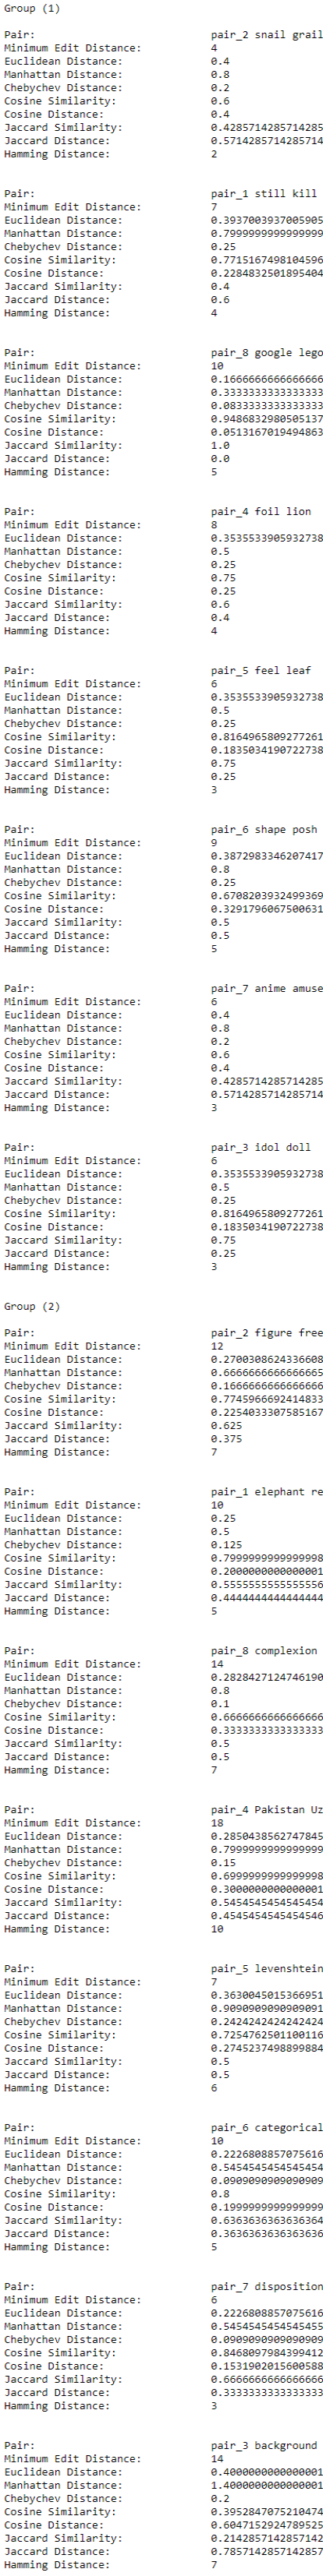 Group (1)
Pair: pair_2 snail grail
Minimum Edit Distance: 4
Euclidean Distance: 0.4
Manhattan Distance: 0.8
Chebychev Distance: 0.2
Cosine Similarity: 0.6
Cosine Distance: 0.4
Jaccard Similarity: 0.4285714285714285
Jaccard Distance: 0.5714285714285714
Hamming Distance: 2
Pair: pair_1 still kill
Minimum Edit Distance: 7
Euclidean Distance: 0.3937003937005905
Manhattan Distance: 0.7999999999999999
Chebychev Distance: 0.25
Cosine Similarity: 0.7715167498104596
Cosine Distance: 0.2284832501895404
Jaccard Similarity: 0.4
Jaccard Distance: 0.6
Hamming Distance: 4
Pair: pair_8 google lego
Minimum Edit Distance: 10
Euclidean Distance: 0.1666666666666666
Manhattan Distance: 0.3333333333333333
Chebychev Distance: 0.0833333333333333
Cosine Similarity: 0.9486832980505137
Cosine Distance: 0.0513167019494863
Jaccard Similarity: 1.0
Jaccard Distance: 0.0
Hamming Distance: 5
Pair: pair_4 foil lion
Minimum Edit Distance: 8
Euclidean Distance: 0.3535533905932738
Manhattan Distance: 0.5
Chebychev Distance: 0.25
Cosine Similarity: 0.75
Cosine Distance: 0.25
Jaccard Similarity: 0.6
Jaccard Distance: 0.4
Hamming Distance: 4
Pair: pair_5 feel leaf
Minimum Edit Distance: 6
Euclidean Distance: 0.3535533905932738
Manhattan Distance: 0.5
Chebychev Distance: 0.25
Cosine Similarity: 0.8164965809277261
Cosine Distance: 0.1835034190722738
Jaccard Similarity: 0.75
Jaccard Distance: 0.25
Hamming Distance: 3
Pair: pair_6 shape posh
Minimum Edit Distance: 9
Euclidean Distance: 0.3872983346207417
Manhattan Distance: 0.8
Chebychev Distance: 0.25
Cosine Similarity: 0.6708203932499369
Cosine Distance: 0.3291796067500631
Jaccard Similarity: 0.5
Jaccard Distance: 0.5
Hamming Distance: 5
Pair: pair_7 anime amuse
Minimum Edit Distance: 6
Euclidean Distance: 0.4
Manhattan Distance: 0.8
Chebychev Distance: 0.2
Cosine Similarity: 0.6
Cosine Distance: 0.4
Jaccard Similarity: 0.4285714285714285
Jaccard Distance: 0.5714285714285714
Hamming Distance: 3
Pair: pair_3 idol doll
Minimum Edit Distance: 6
Euclidean Distance: 0.3535533905932738
Manhattan Distance: 0.5
Chebychev Distance: 0.25
Cosine Similarity: 0.8164965809277261
Cosine Distance: 0.1835034190722738
Jaccard Similarity: 0.75
Jaccard Distance: 0.25
Hamming Distance: 3
Group (2)
Pair: pair_2 figure free
Minimum Edit Distance: 12
Euclidean Distance: 0.2700308624336608
Manhattan Distance: 0.6666666666666665
Chebychev Distance: 0.1666666666666666
Cosine Similarity: 0.7745966692414833
Cosine Distance: 0.2254033307585167
Jaccard Similarity: 0.625
Jaccard Distance: 0.375
Hamming Distance: 7
Pair: pair_1 elephant re
Minimum Edit Distance: 10
Euclidean Distance: 0.25
Manhattan Distance: 0.5
Chebychev Distance: 0.125
Cosine Similarity: 0.7999999999999998
Cosine Distance: 0.2000000000000001
Jaccard Similarity: 0.5555555555555556
Jaccard Distance: 0.4444444444444444
Hamming Distance: 5
Pair: pair_8 complexion
Minimum Edit Distance: 14
Euclidean Distance: 0.2828427124746190
Manhattan Distance: 0.8
Chebychev Distance: 0.1
Cosine Similarity: 0.6666666666666666
Cosine Distance: 0.3333333333333333
Jaccard Similarity: 0.5
Jaccard Distance: 0.5
Hamming Distance: 7
Pair: pair_4 Pakistan Uz
Minimum Edit Distance: 18
Euclidean Distance: 0.2850438562747845
Manhattan Distance: 0.7999999999999999
Chebychev Distance: 0.15
Cosine Similarity: 0.6999999999999998
Cosine Distance: 0.3000000000000001
Jaccard Similarity: 0.5454545454545454
Jaccard Distance: 0.4545454545454546
Hamming Distance: 10
Pair: pair_5 levenshtein
Minimum Edit Distance: 7
Euclidean Distance: 0.3630045015366951
Manhattan Distance: 0.9090909090909091
Chebychev Distance: 0.2424242424242424
Cosine Similarity: 0.7254762501100116
Cosine Distance: 0.2745237498899884
Jaccard Similarity: 0.5
Jaccard Distance: 0.5
Hamming Distance: 6
Pair: pair_6 categorical
Minimum Edit Distance: 10
Euclidean Distance: 0.2226808857075616
Manhattan Distance: 0.5454545454545454
Chebychev Distance: 0.0909090909090909
Cosine Similarity: 0.8
Cosine Distance: 0.1999999999999999
Jaccard Similarity: 0.6363636363636364
Jaccard Distance: 0.3636363636363636
Hamming Distance: 5
Pair: pair_7 disposition
Minimum Edit Distance: 6
Euclidean Distance: 0.2226808857075616
Manhattan Distance: 0.5454545454545455
Chebychev Distance: 0.0909090909090909
Cosine Similarity: 0.8468097984399412
Cosine Distance: 0.1531902015600588
Jaccard Similarity: 0.6666666666666666
Jaccard Distance: 0.3333333333333333
Hamming Distance: 3
Pair: pair_3 background
Minimum Edit Distance: 14
Euclidean Distance: 0.4000000000000001
Manhattan Distance: 1.4000000000000001
Chebychev Distance: 0.2
Cosine Similarity: 0.3952847075210474
Cosine Distance: 0.6047152924789525
Jaccard Similarity: 0.2142857142857142
Jaccard Distance: 0.7857142857142857
Hamming Distance: 7